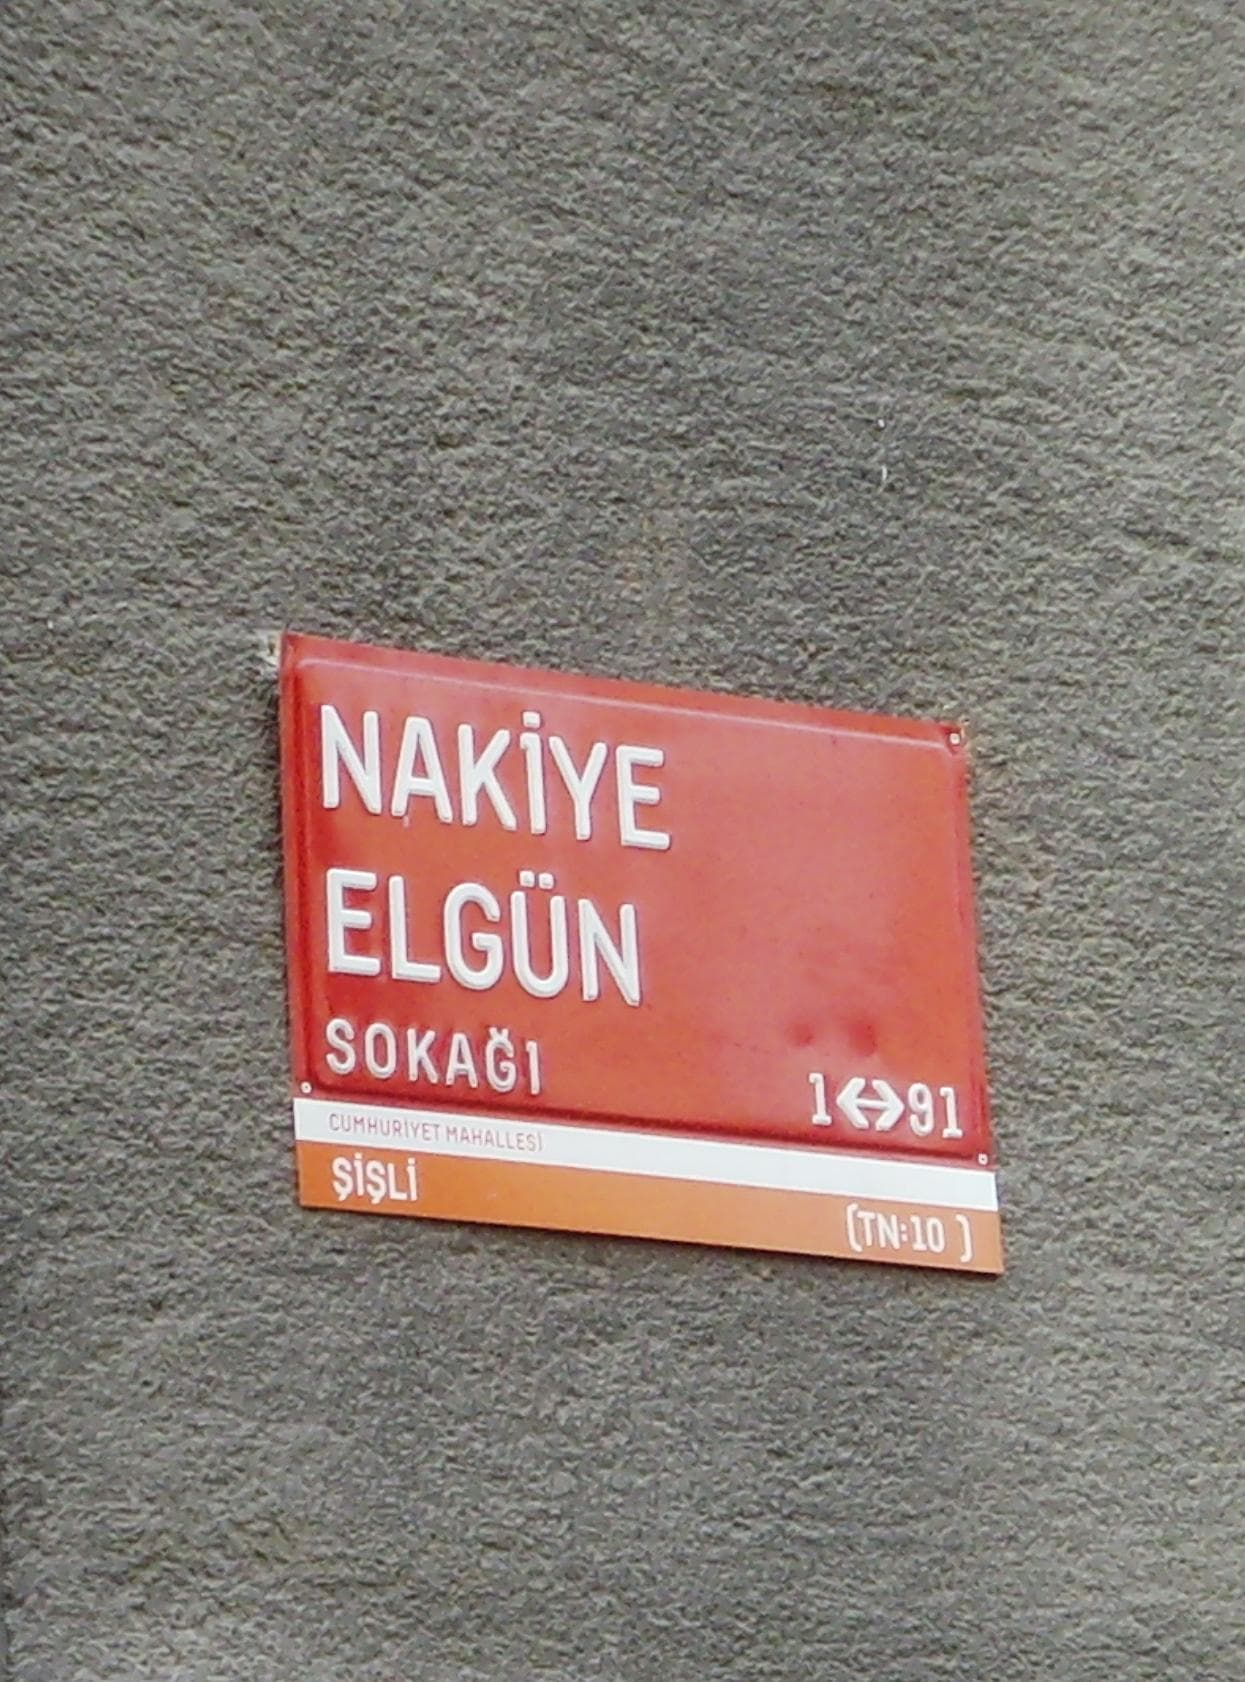 NAKİYE
ELGÜN
SOKAĞI
1<->91
CUMHURİYET MAHALLESİ
ŞİŞLİ
(TN:10 )